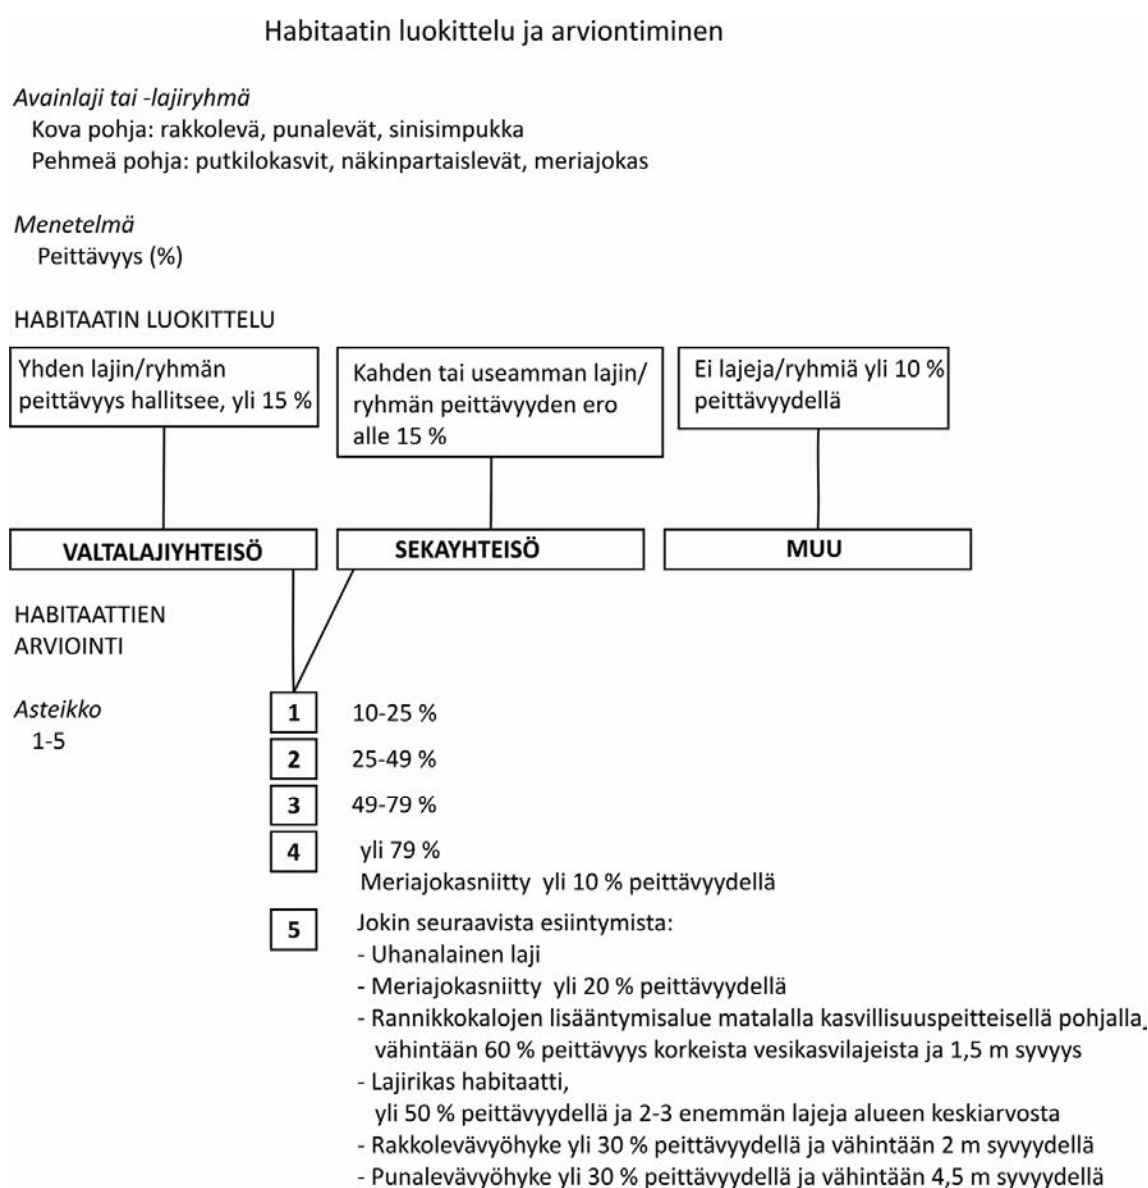 Habitaatin luokittelu ja arviontiminen
Avainlaji tai -lajiryhmä
Kova pohja: rakkolevä, punalevät, sinisimpukka
Pehmeä pohja: putkilokasvit, näkinpartaislevät, meriajokas
Menetelmä
Peittävyys (%)
HABITAATIN LUOKITTELU
Yhden lajin/ryhmän
peittävyys hallitsee, yli 15 %
Kahden tai useamman lajin/
ryhmän peittävyyden ero
alle 15 %
Ei lajeja/ryhmiä yli 10 %
peittävyydellä
VALTALAJIYHTEISÖ
SEKAYHTEISÖ
MUU
HABITAATTIEN
ARVIOINTI
Asteikko
1-5
1 10-25 %
2 25-49 %
3 49-79 %
4 yli 79 %
Meriajokasniitty yli 10 % peittävyydellä
5 Jokin seuraavista esiintymista:
- Uhanalainen laji
- Meriajokasniitty yli 20 % peittävyydellä
- Rannikkokalojen lisääntymisalue matalalla kasvillisuuspeitteisellä pohjalla,
vähintään 60 % peittävyys korkeista vesikasvilajeista ja 1,5 m syvyys
- Lajirikas habitaatti,
yli 50 % peittävyydellä ja 2-3 enemmän lajeja alueen keskiarvosta
- Rakkolevävyöhyke yli 30 % peittävyydellä ja vähintään 2 m syvyydellä
- Punalevävyöhyke yli 30 % peittävyydellä ja vähintään 4,5 m syvyydellä